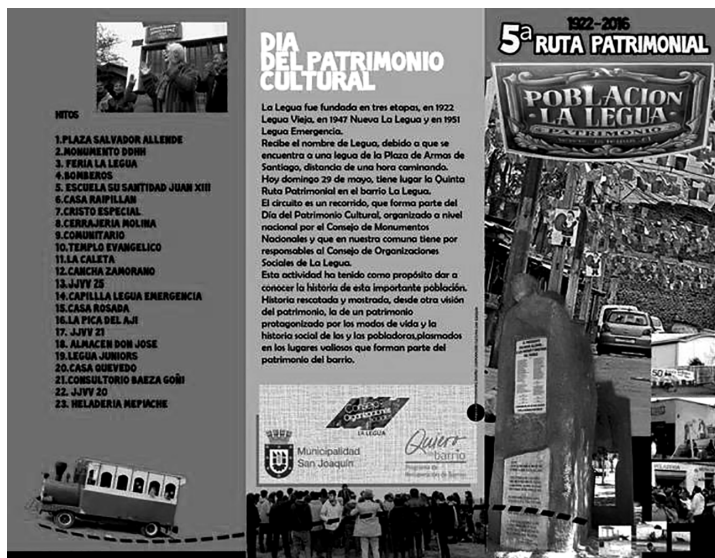 HITOS
1.PLAZA SALVADOR ALLENDE
2.MONUMENTO DDHH
3. FERIA LA LEGUA
4.BOMBEROS
5. ESCUELA SU SANTIDAD JUAN XIII
6.CASA RAIPILLAN
7.CRISTO ESPECIAL
8.CERRAJERIA MOLINA
9.COMUNITARIO
10.TEMPLO EVANGELICO
11.LA CALETA
12.CANCHA ZAMORANO
13.JJVV 25
14.CAPILLLA LEGUA EMERGENCIA
15.CASA ROSADA
16.LA PICA DEL AJI
17. JJVV 21
18. ALMACEN DON JOSE
19.LEGUA JUNIORS
20.CASA QUEVEDO
21.CONSULTORIO BAEZA GOÑI
22. JJVV 20
23. HELADERIA MEPIACHE
DIA
DEL PATRIMONIO
CULTURAL
La Legua fue fundada en tres etapas, en 1922
Legua Vieja, en 1947 Nueva La Legua y en 1951
Legua Emergencia.
Recibe el nombre de Legua, debido a que se
encuentra a una legua de la Plaza de Armas de
Santiago, distancia de una hora caminando.
Hoy domingo 29 de mayo, tiene lugar la Quinta
Ruta Patrimonial en el barrio La Legua.
El circuito es un recorrido, que forma parte del
Día del Patrimonio Cultural, organizado a nivel
nacional por el Consejo de Monumentos
Nacionales y que en nuestra comuna tiene por
responsables al Consejo de Organizaciones
Sociales de La Legua.
Esta actividad ha tenido como propósito dar a
conocer la historia de esta importante población.
Historia rescatada y mostrada, desde otra visión
del patrimonio, la de un patrimonio
protagonizado por los modos de vida y la
historia social de los y las pobladoras,plasmados
en los lugares valiosos que forman parte del
patrimonio del barrio.
Consejo
Organizaciones
LA LEGUA
Municipalidad
San Joaquín
Quiero
mi barrio
Programa de
Recuperación de Barrios
1922-2016
5ª RUTA PATRIMONIAL
POBLACION
LA LEGUA
PATRIMONIO